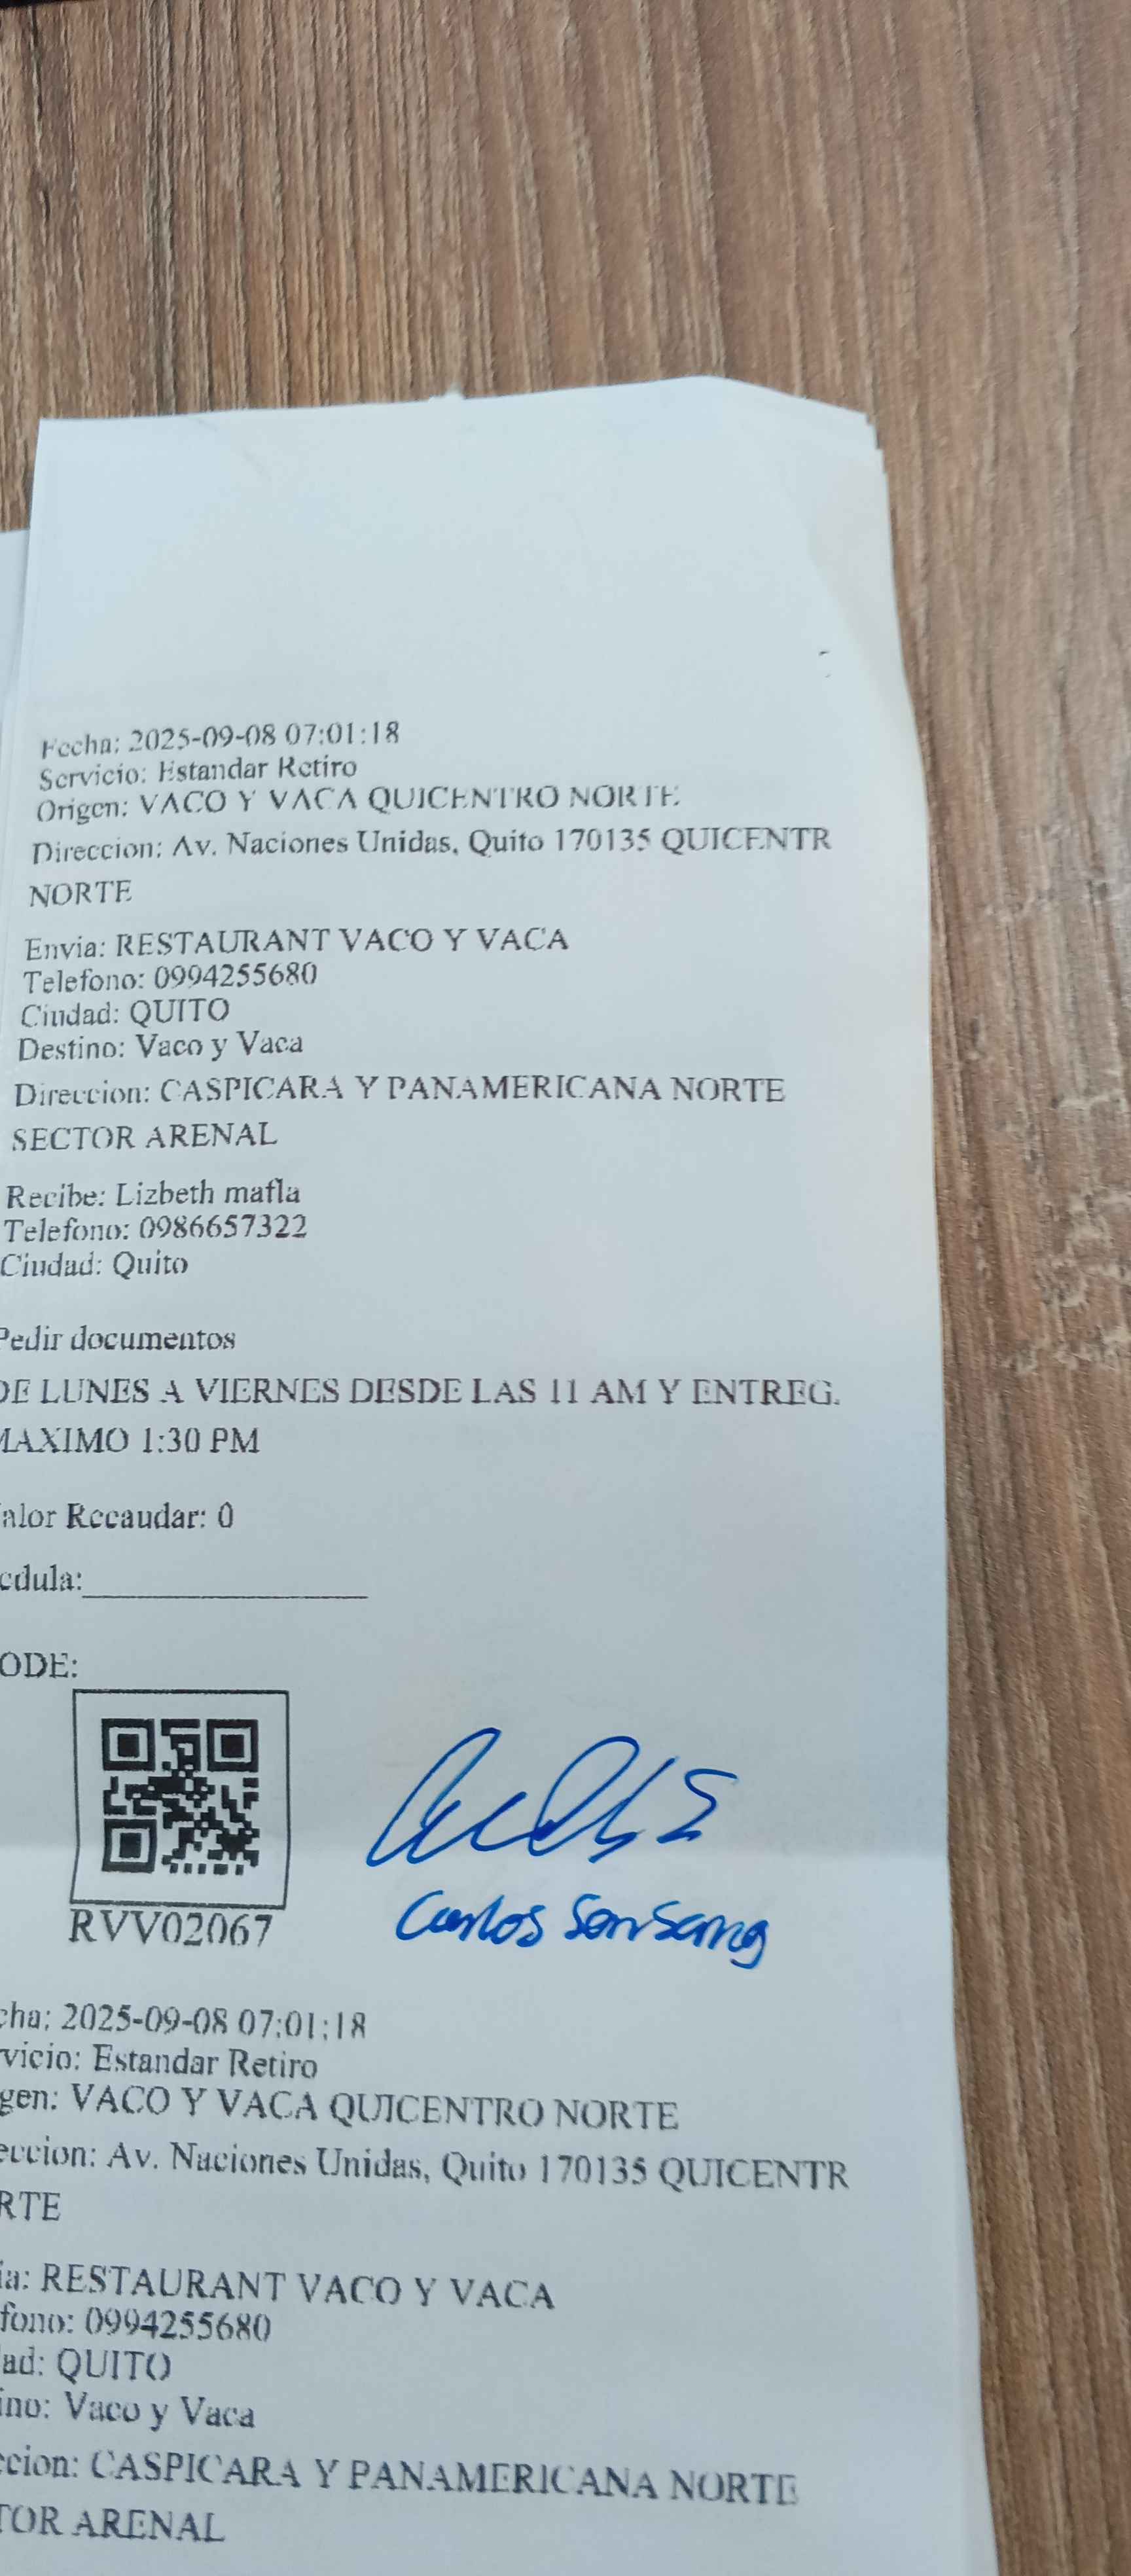 Fecha: 2025-09-08 07:01:18
Servicio: Estandar Retiro
Origen: VACO Y VACA QUICENTRO NORTE
Direccion: Av. Naciones Unidas, Quito 170135 QUICENTR
NORTE
Envia: RESTAURANT VACO Y VACA
Telefono: 0994255680
Ciudad: QUITO
Destino: Vaco y Vaca
Direccion: CASPICARA Y PANAMERICANA NORTE
SECTOR ARENAL
Recibe: Lizbeth mafla
Telefono: 0986657322
Ciudad: Quito
Pedir documentos
DE LUNES A VIERNES DESDE LAS 11 AM Y ENTREG.
MAXIMO 1:30 PM
alor Recaudar: 0
edula:
ODE:
RVV02067
Carlos
cha: 2025-09-08 07:01:18
vicio: Estandar Retiro
gen: VACO Y VACA QUICENTRO NORTE
eccion: Av. Naciones Unidas, Quito 170135 QUICENTR
RTE
ia: RESTAURANT VACO Y VACA
fono: 0994255680
ad: QUITO
ino: Vaco y Vaca
ccion: CASPICARA Y PANAMERICANA NORTE
TOR ARENAL